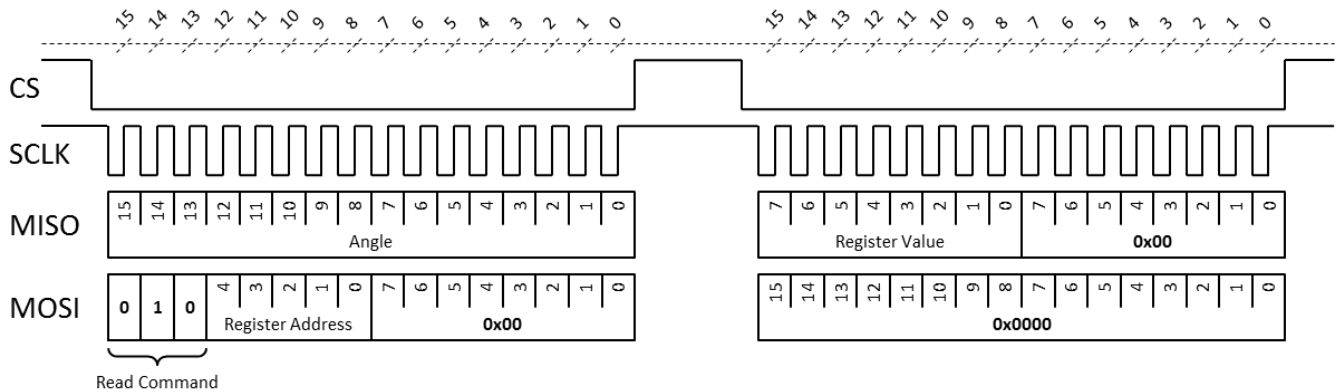 15 14 13 12 11 10 9 8 7 6 5 4 3 2 1 0 15 14 13 12 11 10 9 8 7 6 5 4 3 2 1 0
CS
SCLK
MISO 15 14 13 12 11 10 9 8 7 6 5 4 3 2 1 0 7 6 5 4 3 2 1 0 7 6 5 4 3 2 1 0
Angle Register Value 0x00
MOSI 0 1 0 4 3 2 1 0 7 6 5 4 3 2 1 0 15 14 13 12 11 10 9 8 7 6 5 4 3 2 1 0
Register Address 0x00 0x0000
Read Command